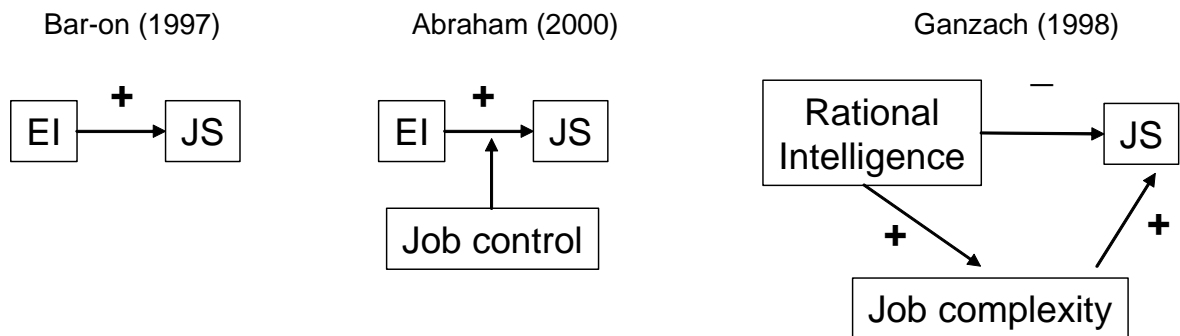 Bar-on (1997)
+
EI
JS
Abraham (2000)
+
EI
JS
Job control
Ganzach (1998)
Rational
Intelligence
–
JS
+
+
Job complexity